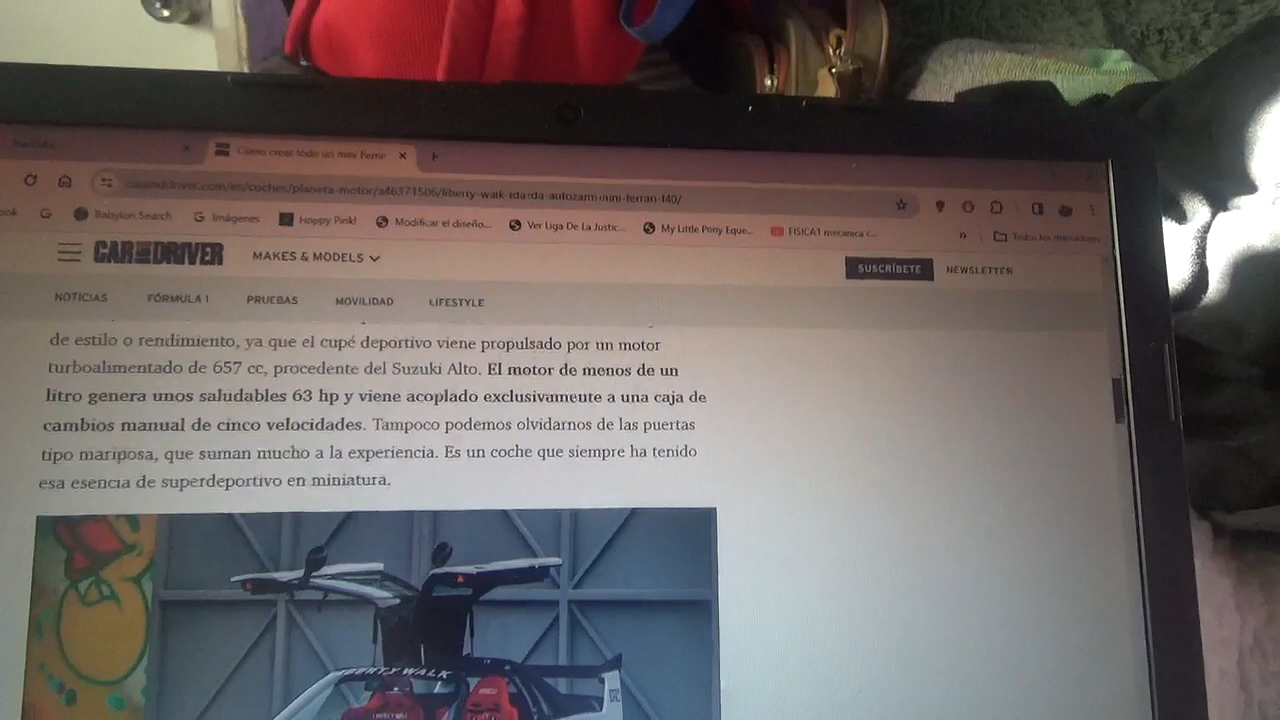 YouTube
Cómo crear todo un mini Ferra
caranddriver.com/es/coches/planeta-motor/a46371506/liberty-walk-rdarda-autozam-mini-ferrari-f40/
ook
Babylon Search
Imágenes
Hoppy Pink!
Modificar el diseño...
Ver Liga De La Justic...
My Little Pony Eque...
FISICA1 mecanica c...
»
Todos los marcadores
CAR AND DRIVER
MAKES & MODELS
SUSCRÍBETE
NEWSLETTER
NOTICIAS
FÓRMULA 1
PRUEBAS
MOVILIDAD
LIFESTYLE
de estilo o rendimiento, ya que el cupé deportivo viene propulsado por un motor
turboalimentado de 657 cc, procedente del Suzuki Alto. El motor de menos de un
litro genera unos saludables 63 hp y viene acoplado exclusivamente a una caja de
cambios manual de cinco velocidades. Tampoco podemos olvidarnos de las puertas
tipo mariposa, que suman mucho a la experiencia. Es un coche que siempre ha tenido
esa esencia de superdeportivo en miniatura.
LIBERTY WALK